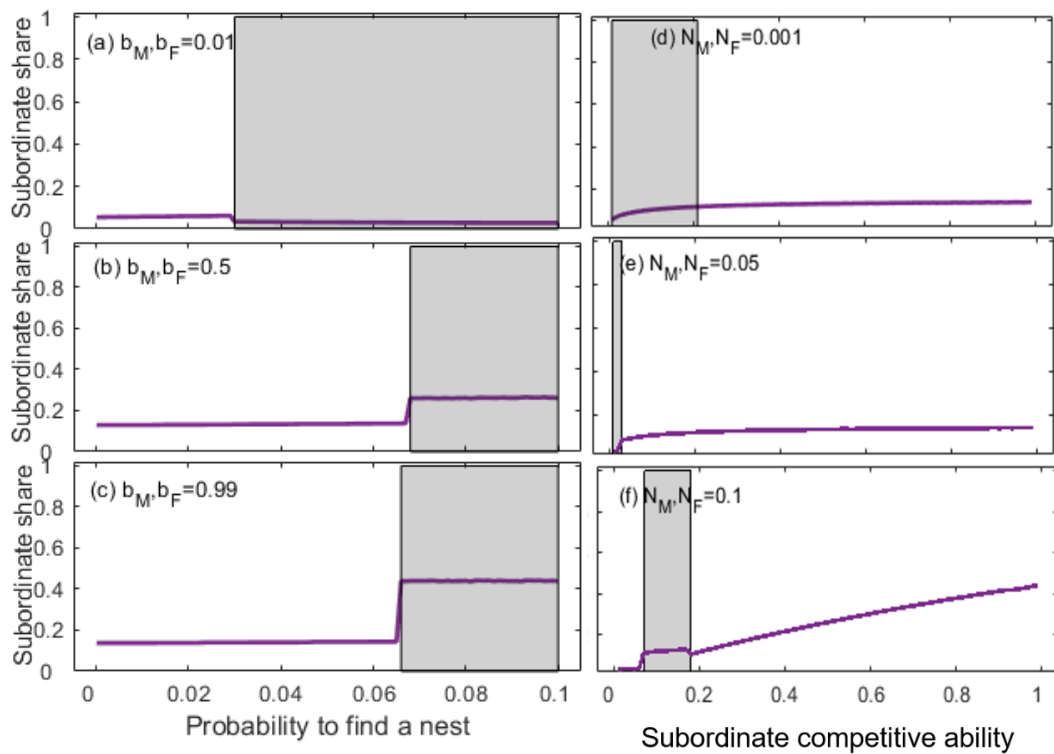 Subordinate share
1
0.8
0.6
0.4
0.2
0
(a) b_M,b_F=0.01
Subordinate share
1
0.8
0.6
0.4
0.2
0
(b) b_M,b_F=0.5
Subordinate share
1
0.8
0.6
0.4
0.2
0
(c) b_M,b_F=0.99
0 0.02 0.04 0.06 0.08 0.1
Probability to find a nest
(d) N_M,N_F=0.001
(e) N_M,N_F=0.05
(f) N_M,N_F=0.1
0 0.2 0.4 0.6 0.8 1
Subordinate competitive ability